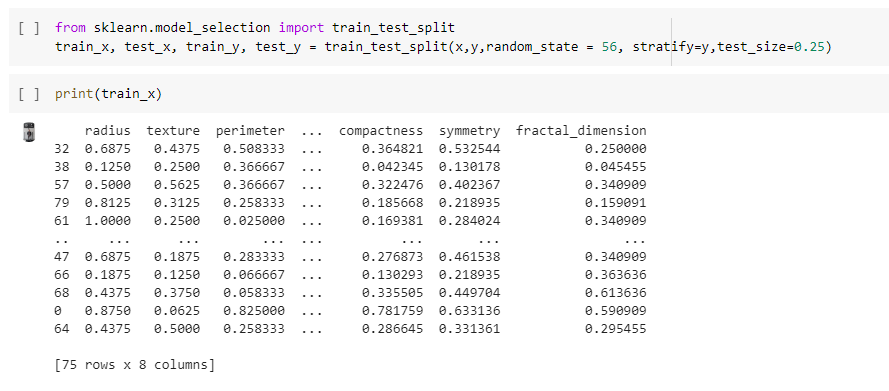 [ ] from sklearn.model_selection import train_test_split
train_x, test_x, train_y, test_y = train_test_split(x,y,random_state = 56, stratify=y,test_size=0.25)
[ ] print(train_x)
radius texture perimeter ... compactness symmetry fractal_dimension
32 0.6875 0.4375 0.508333 ... 0.364821 0.532544 0.250000
38 0.1250 0.2500 0.366667 ... 0.042345 0.130178 0.045455
57 0.5000 0.5625 0.366667 ... 0.322476 0.402367 0.340909
79 0.8125 0.3125 0.258333 ... 0.185668 0.218935 0.159091
61 1.0000 0.2500 0.025000 ... 0.169381 0.284024 0.340909
.. ... ... ... ... ... ... ...
47 0.6875 0.1875 0.283333 ... 0.276873 0.461538 0.340909
66 0.1875 0.1250 0.066667 ... 0.130293 0.218935 0.363636
68 0.4375 0.3750 0.058333 ... 0.335505 0.449704 0.613636
0 0.8750 0.0625 0.825000 ... 0.781759 0.633136 0.590909
64 0.4375 0.5000 0.258333 ... 0.286645 0.331361 0.295455
[75 rows x 8 columns]